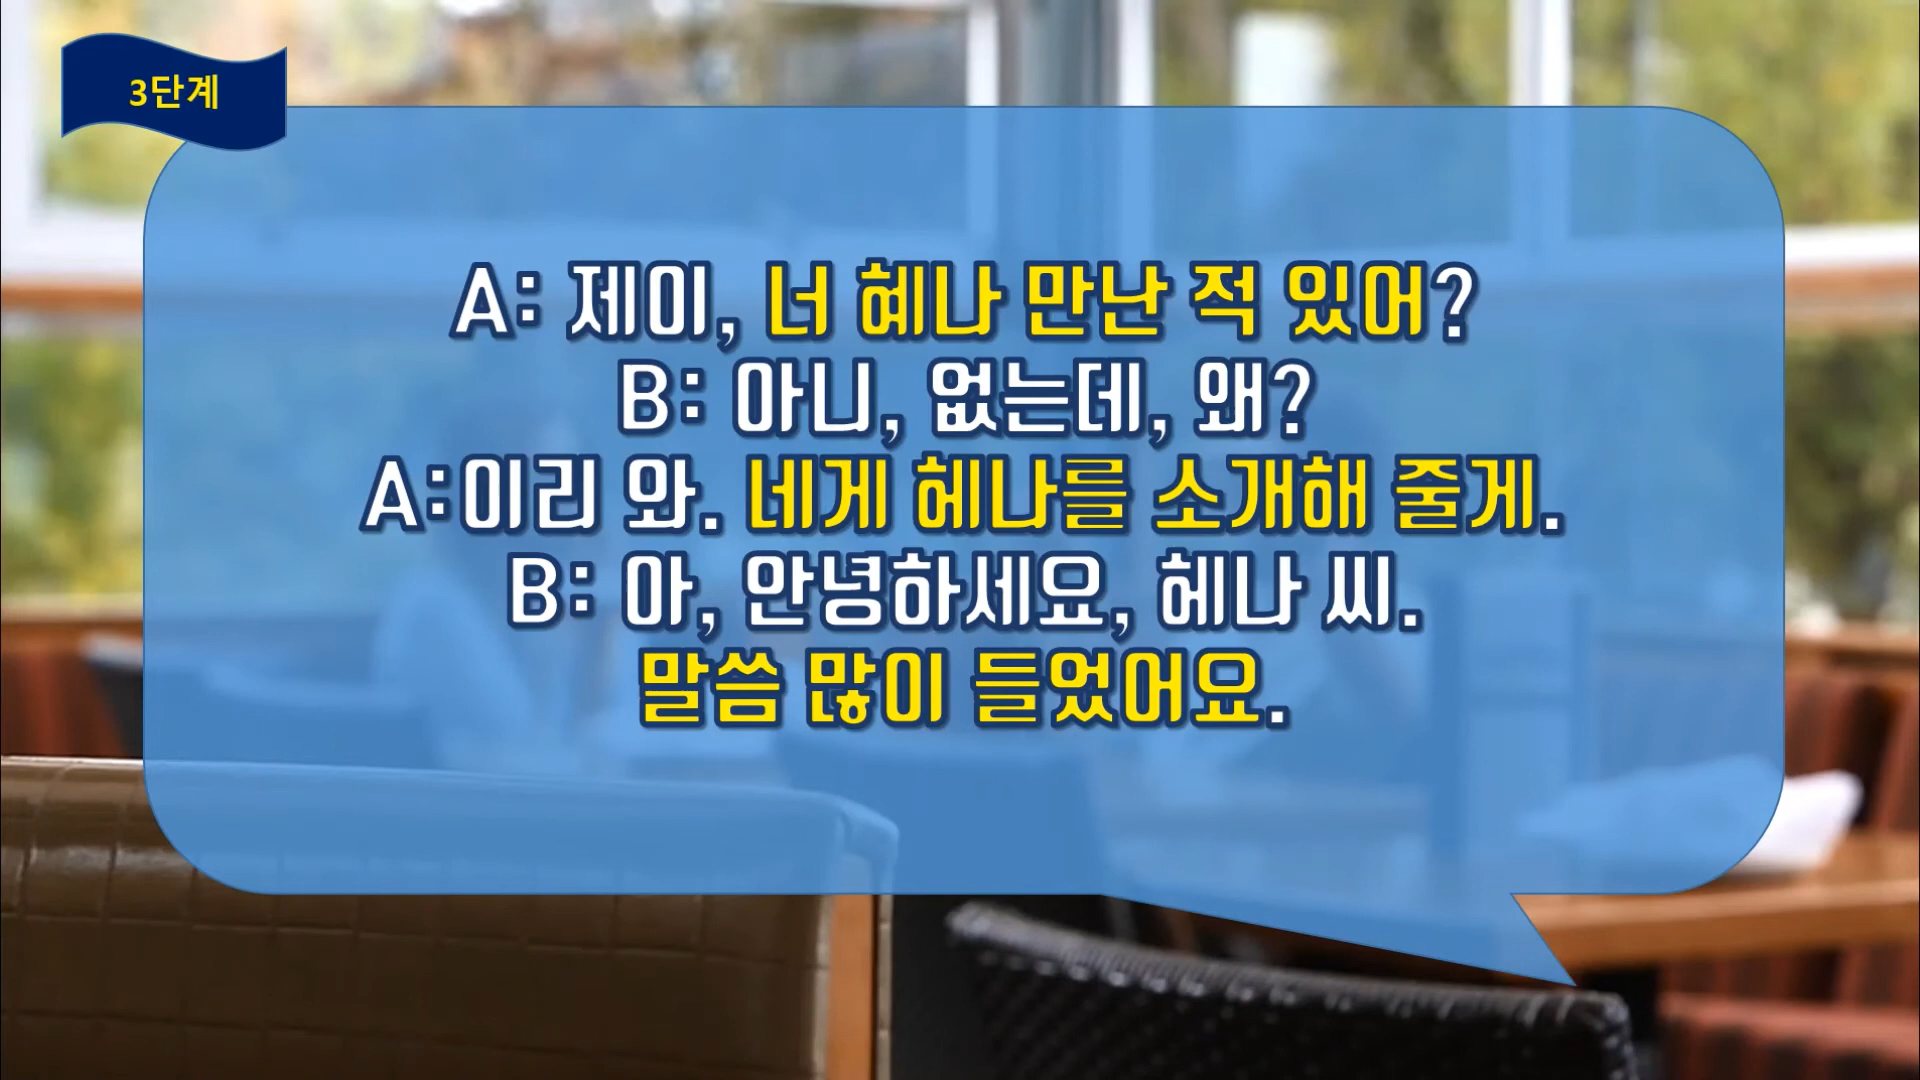 3단계
A: 제이, 너 혜나 만난 적 있어?
B: 아니, 없는데, 왜?
A:이리 와. 네게 헤나를 소개해 줄게.
B: 아, 안녕하세요, 헤나 씨.
말씀 많이 들었어요.